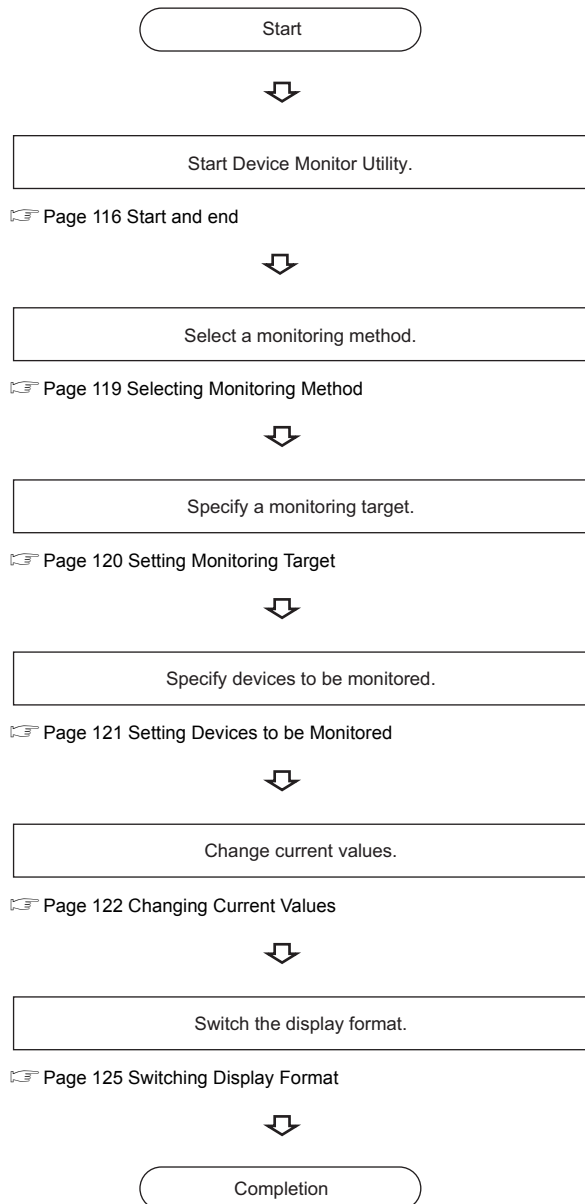 Start
Start Device Monitor Utility.
Page 116 Start and end
Select a monitoring method.
Page 119 Selecting Monitoring Method
Specify a monitoring target.
Page 120 Setting Monitoring Target
Specify devices to be monitored.
Page 121 Setting Devices to be Monitored
Change current values.
Page 122 Changing Current Values
Switch the display format.
Page 125 Switching Display Format
Completion